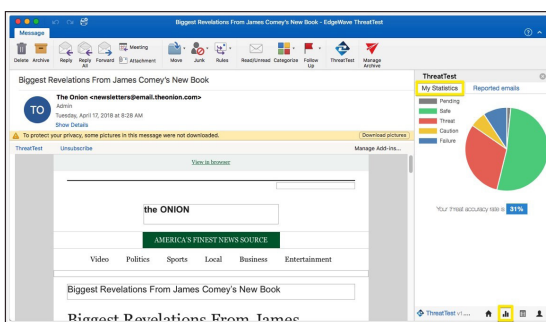 Biggest Revelations From James Comey's New Book - EdgeWave ThreatTest
Message
Delete Archive Reply Reply All Forward Meeting Attachment Move Junk Rules Read/Unread Categorize Follow Up ThreatTest Manage Archive
Biggest Revelations From James Comey's New Book
TO
The Onion <newsletters@email.theonion.com>
Admin
Tuesday, April 17, 2018 at 8:28 AM
Show Details
To protect your privacy, some pictures in this message were not downloaded. Download pictures
ThreatTest Unsubscribe Manage Add-ins...
View in browser
the ONION
AMERICA'S FINEST NEWS SOURCE
Video Politics Sports Local Business Entertainment
Biggest Revelations From James Comey's New Book
Biggest Revelations From James
ThreatTest
My Statistics Reported emails
Pending
Safe
Threat
Caution
Failure
Your threat accuracy rate is 31%
ThreatTest v1....